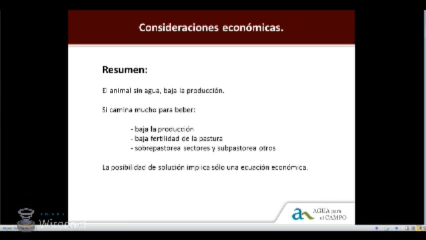 Consideraciones económicas.
Resumen:
El animal sin agua, baja la producción.
Si camina mucho para beber:
- baja la producción
- baja fertilidad de la pastura
- sobrepastorea sectores y subpastorea otros
La posibilidad de solución implica sólo una ecuación económica.
AGUA para
el CAMPO